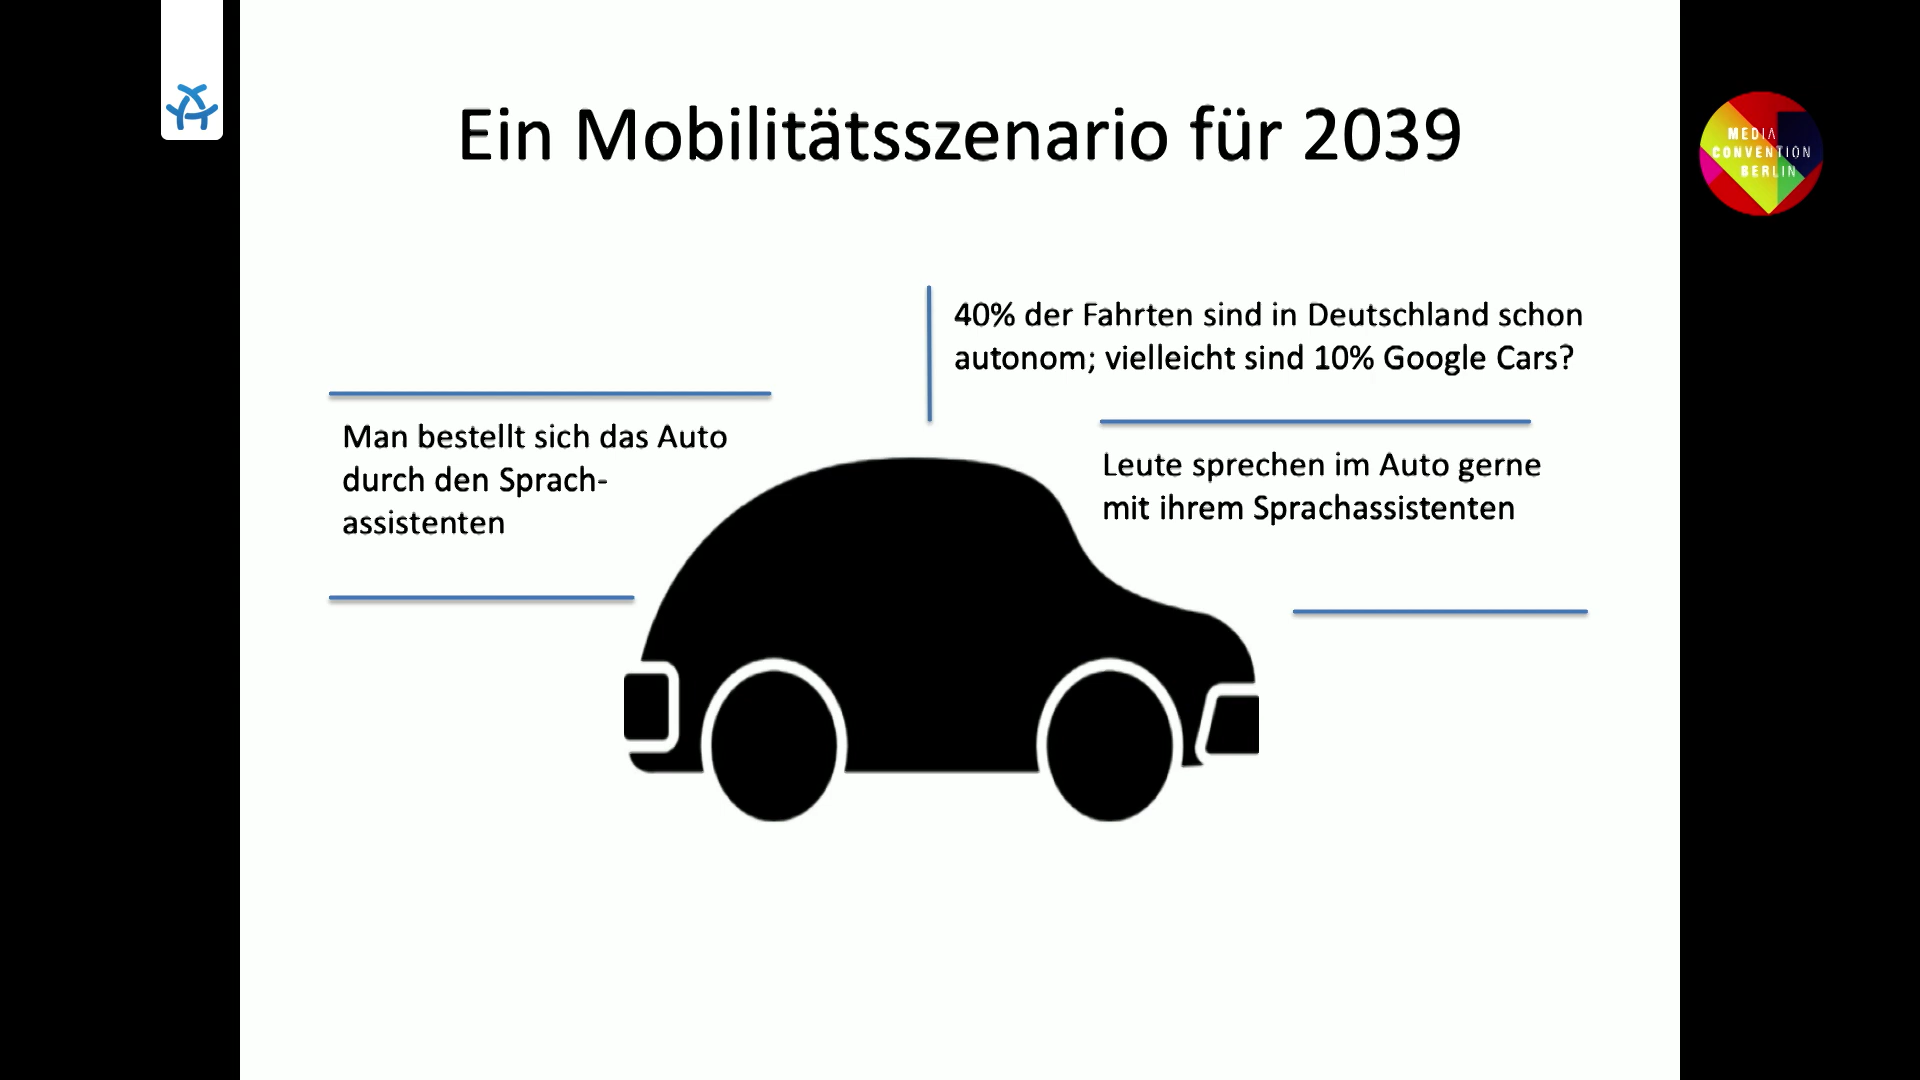 Ein Mobilitätsszenario für 2039
MEDIA
CONVENTION
BERLIN
40% der Fahrten sind in Deutschland schon
autonom; vielleicht sind 10% Google Cars?
Man bestellt sich das Auto
durch den Sprach-
assistenten
Leute sprechen im Auto gerne
mit ihrem Sprachassistenten